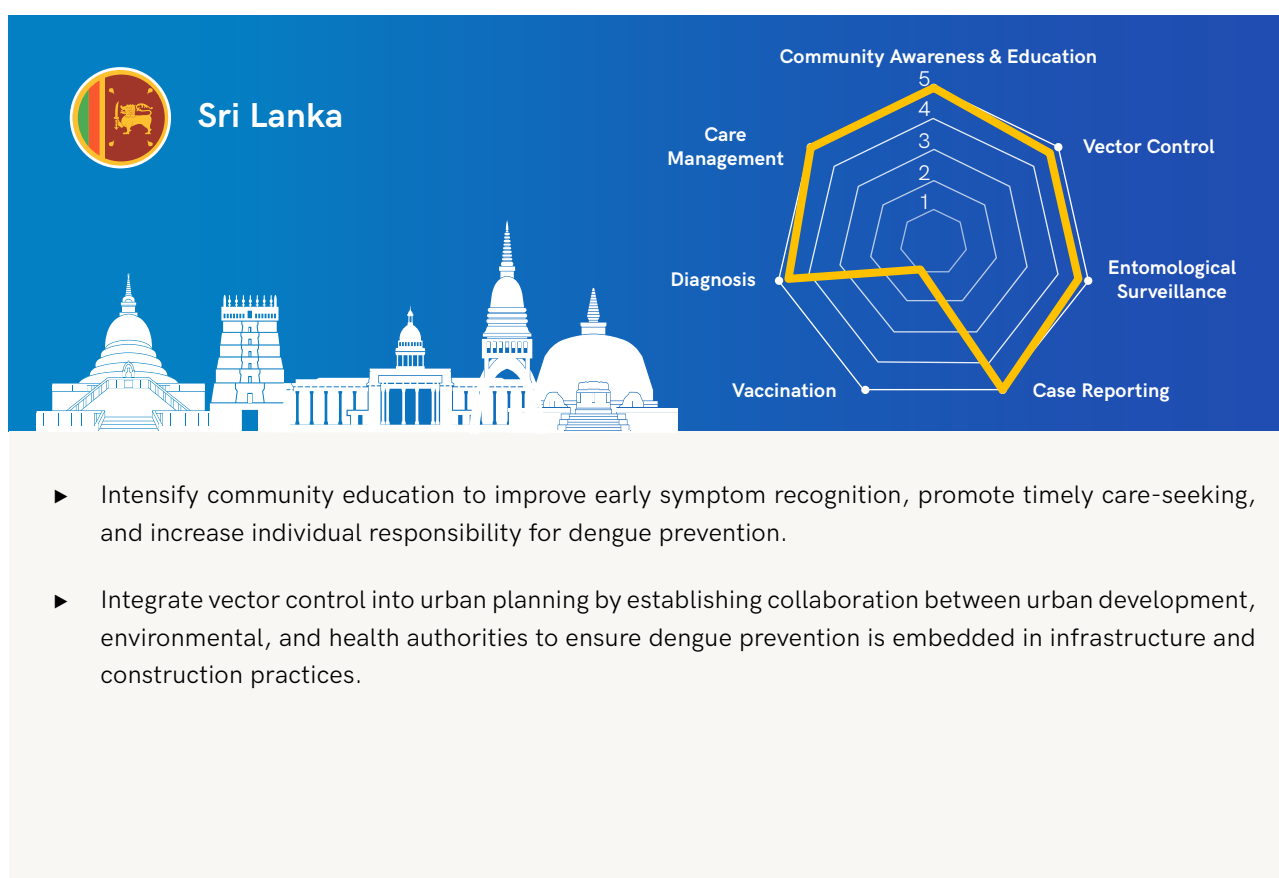 Sri Lanka
Community Awareness & Education
5
4
3
2
1
Care
Management
Vector Control
Diagnosis
Entomological
Surveillance
Vaccination
Case Reporting
▶ Intensify community education to improve early symptom recognition, promote timely care-seeking,
and increase individual responsibility for dengue prevention.
▶ Integrate vector control into urban planning by establishing collaboration between urban development,
environmental, and health authorities to ensure dengue prevention is embedded in infrastructure and
construction practices.